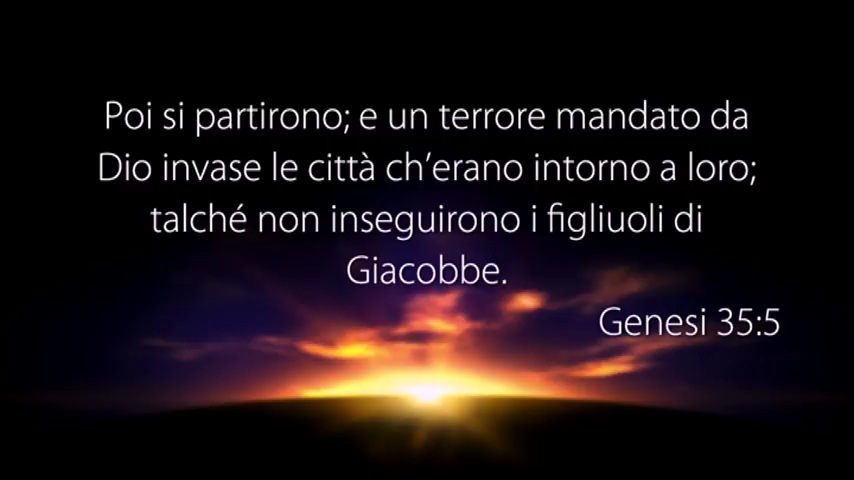 Poi si partirono; e un terrore mandato da
Dio invase le città ch’erano intorno a loro;
talché non inseguirono i figliuoli di
Giacobbe.
Genesi 35:5